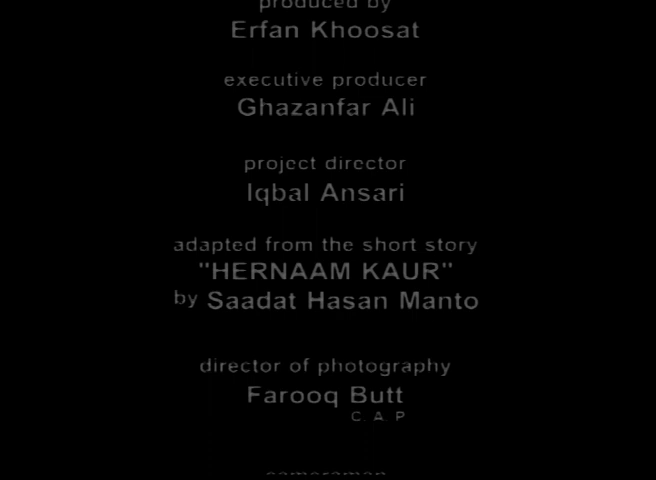 produced by
Erfan Khoosat
executive producer
Ghazanfar Ali
project director
Iqbal Ansari
adapted from the short story
"HERNAAM KAUR"
by Saadat Hasan Manto
director of photography
Farooq Butt
C. A. P
cameraman